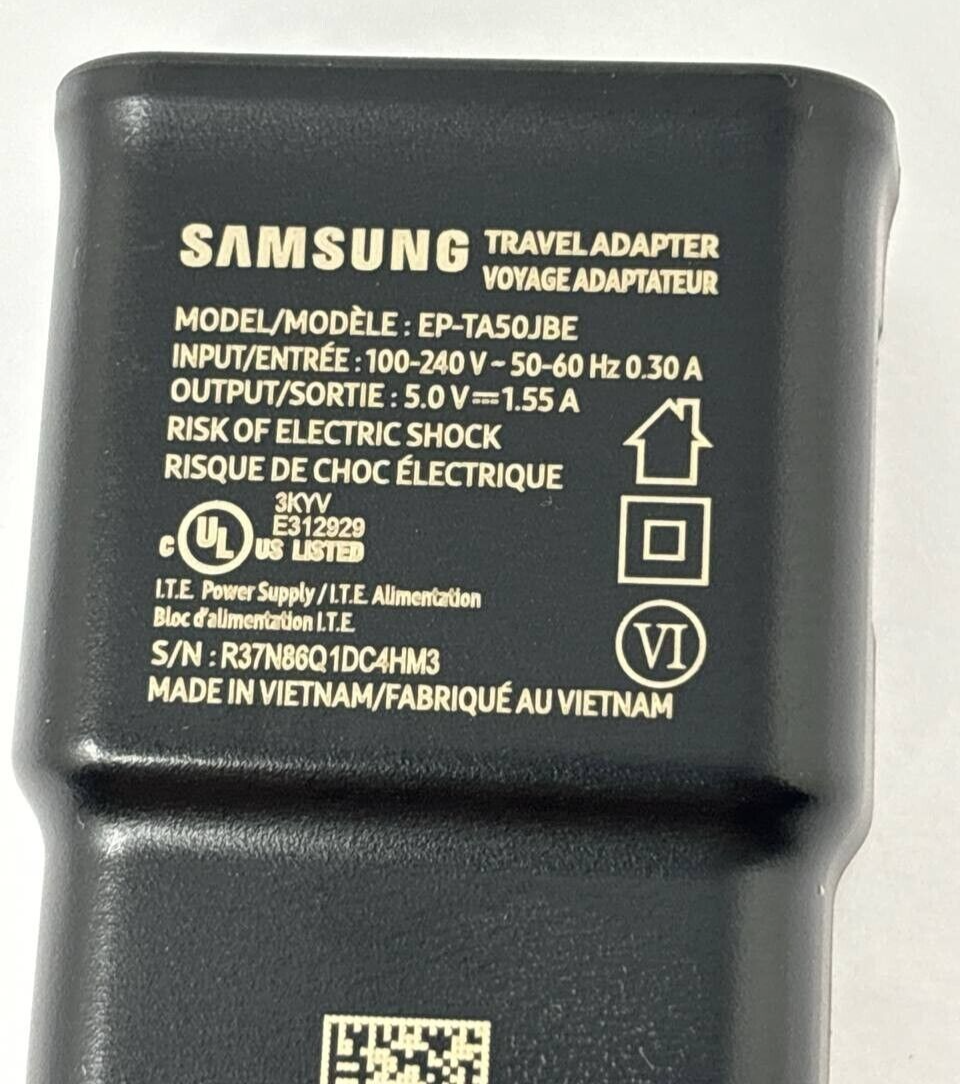 SAMSUNG TRAVEL ADAPTER
VOYAGE ADAPTATEUR
MODEL/MODÈLE : EP-TA50JBE
INPUT/ENTRÉE : 100-240 V ~ 50-60 Hz 0.30 A
OUTPUT/SORTIE : 5.0 V⎓1.55 A
RISK OF ELECTRIC SHOCK
RISQUE DE CHOC ÉLECTRIQUE
3KYV
E312929
c UL US LISTED
I.T.E. Power Supply / I.T.E. Alimentation
Bloc d'alimentation I.T.E.
VI
S/N : R37N86Q1DC4HM3
MADE IN VIETNAM/FABRIQUÉ AU VIETNAM